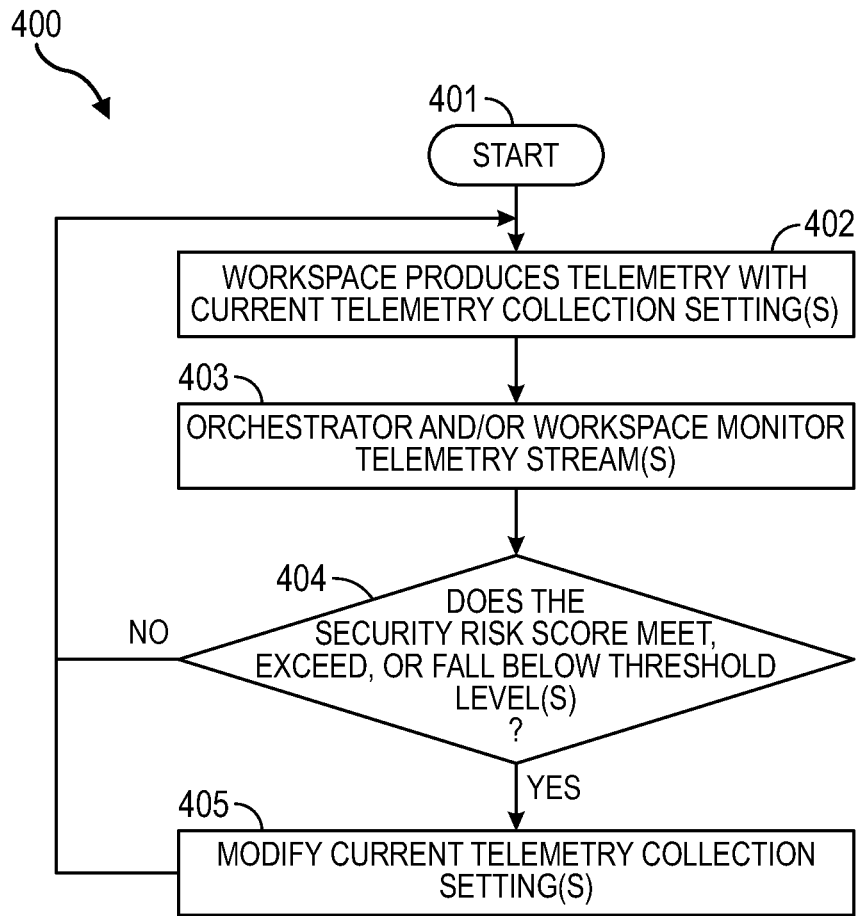 400
401
START
402
WORKSPACE PRODUCES TELEMETRY WITH
CURRENT TELEMETRY COLLECTION SETTING(S)
403
ORCHESTRATOR AND/OR WORKSPACE MONITOR
TELEMETRY STREAM(S)
404
DOES THE
SECURITY RISK SCORE MEET,
EXCEED, OR FALL BELOW THRESHOLD
LEVEL(S)
?
NO
YES
405
MODIFY CURRENT TELEMETRY COLLECTION
SETTING(S)